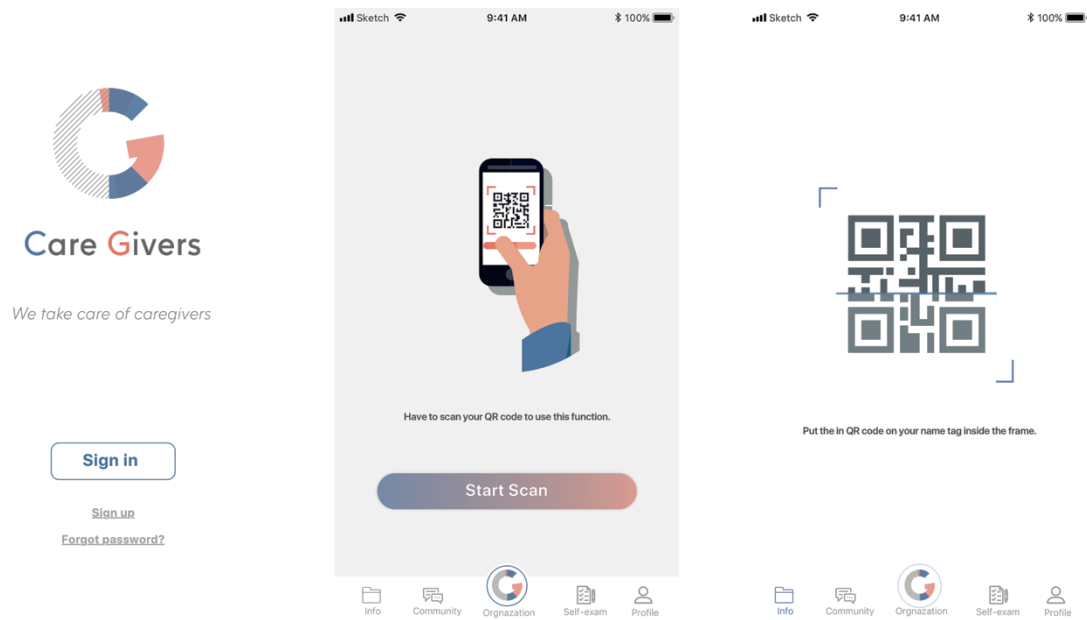 Care Givers
We take care of caregivers
Sign in
Sign up
Forgot password?
Sketch 9:41 AM 100%
Have to scan your QR code to use this function.
Start Scan
Info Community Orgnazation Self-exam Profile
Sketch 9:41 AM 100%
Put the in QR code on your name tag inside the frame.
Info Community Orgnazation Self-exam Profile